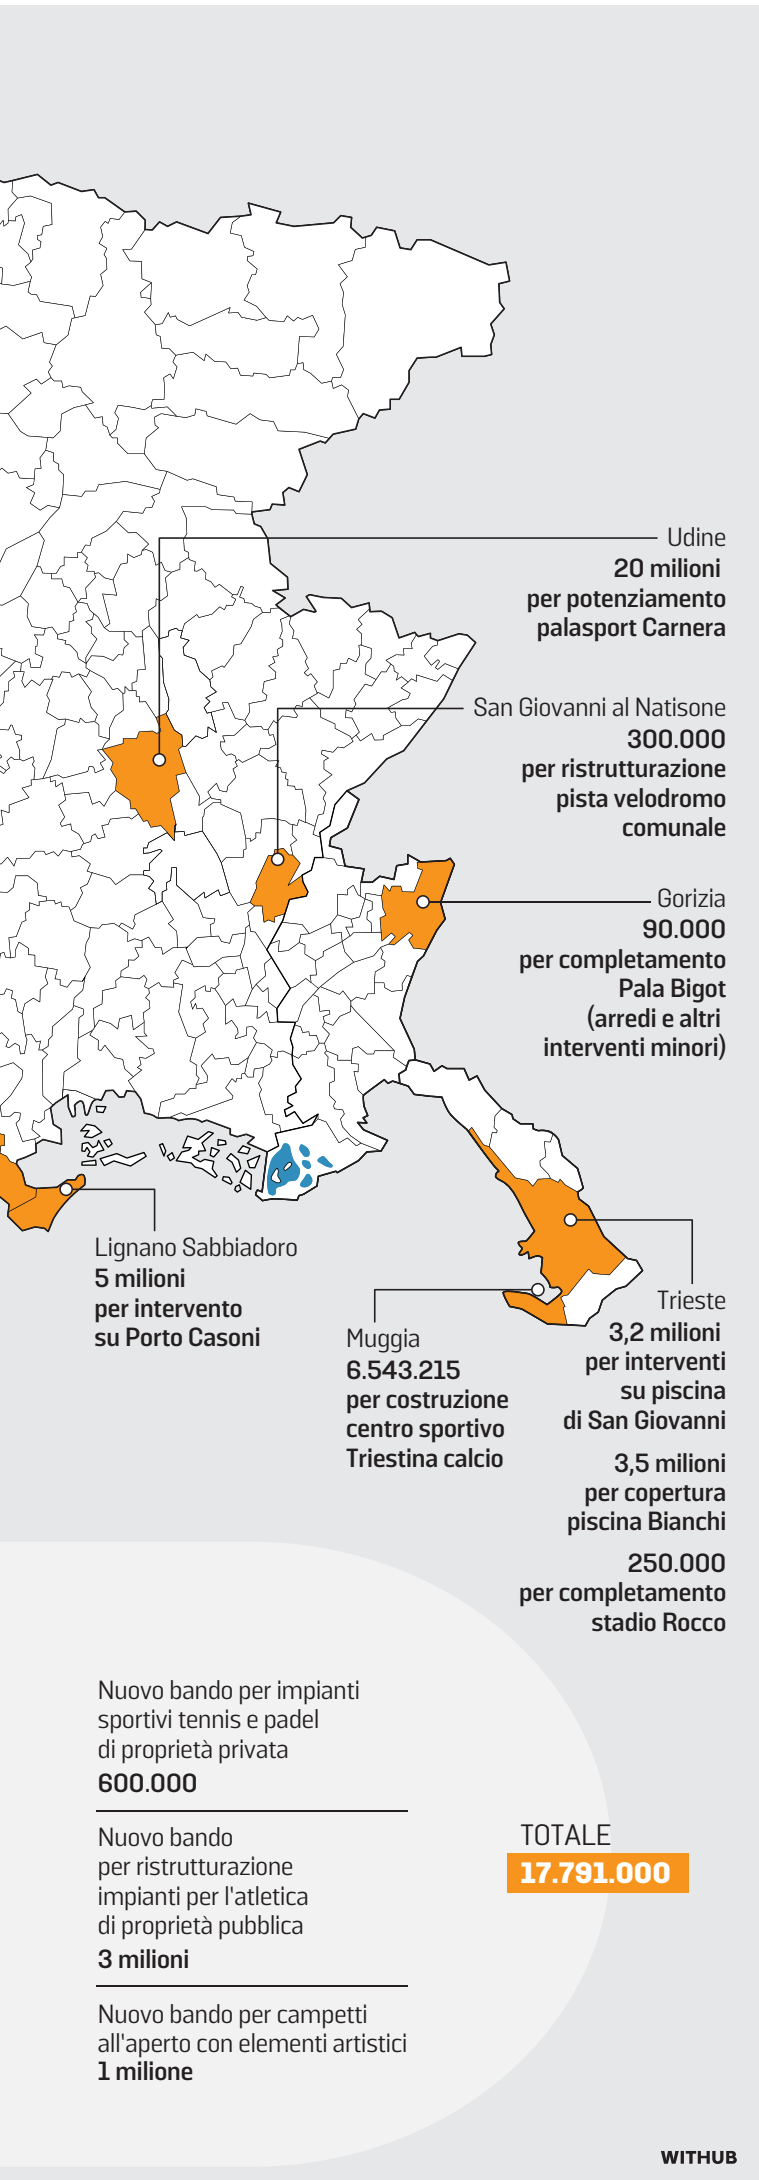 Udine
20 milioni
per potenziamento
palasport Carnera
San Giovanni al Natisone
300.000
per ristrutturazione
pista velodromo
comunale
Gorizia
90.000
per completamento
Pala Bigot
(arredi e altri
interventi minori)
Lignano Sabbiadoro
5 milioni
per intervento
su Porto Casoni
Muggia
6.543.215
per costruzione
centro sportivo
Triestina calcio
Trieste
3,2 milioni
per interventi
su piscina
di San Giovanni
3,5 milioni
per copertura
piscina Bianchi
250.000
per completamento
stadio Rocco
Nuovo bando per impianti
sportivi tennis e padel
di proprietà privata
600.000
Nuovo bando
per ristrutturazione
impianti per l'atletica
di proprietà pubblica
3 milioni
Nuovo bando per campetti
all'aperto con elementi artistici
1 milione
TOTALE
17.791.000
WITHUB